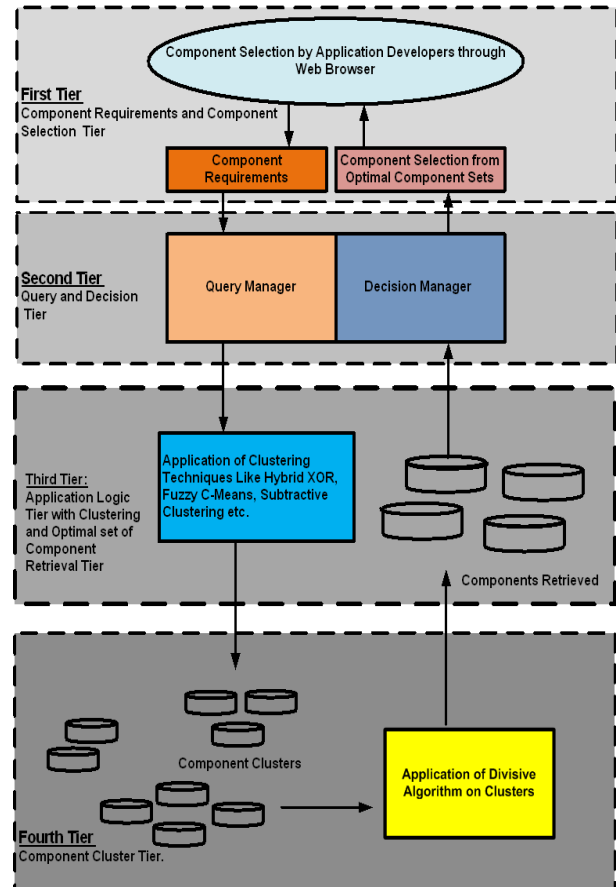 Component Selection by Application Developers through
Web Browser
First Tier
Component Requirements and Component
Selection Tier
Component
Requirements
Component Selection from
Optimal Component Sets
Second Tier
Query and Decision
Tier
Query Manager
Decision Manager
Third Tier:
Application Logic
Tier with Clustering
and Optimal set of
Component
Retrieval Tier
Application of Clustering
Techniques Like Hybrid XOR,
Fuzzy C-Means, Subtractive
Clustering etc.
Components Retrieved
Component Clusters
Application of Divisive
Algorithm on Clusters
Fourth Tier
Component Cluster Tier.